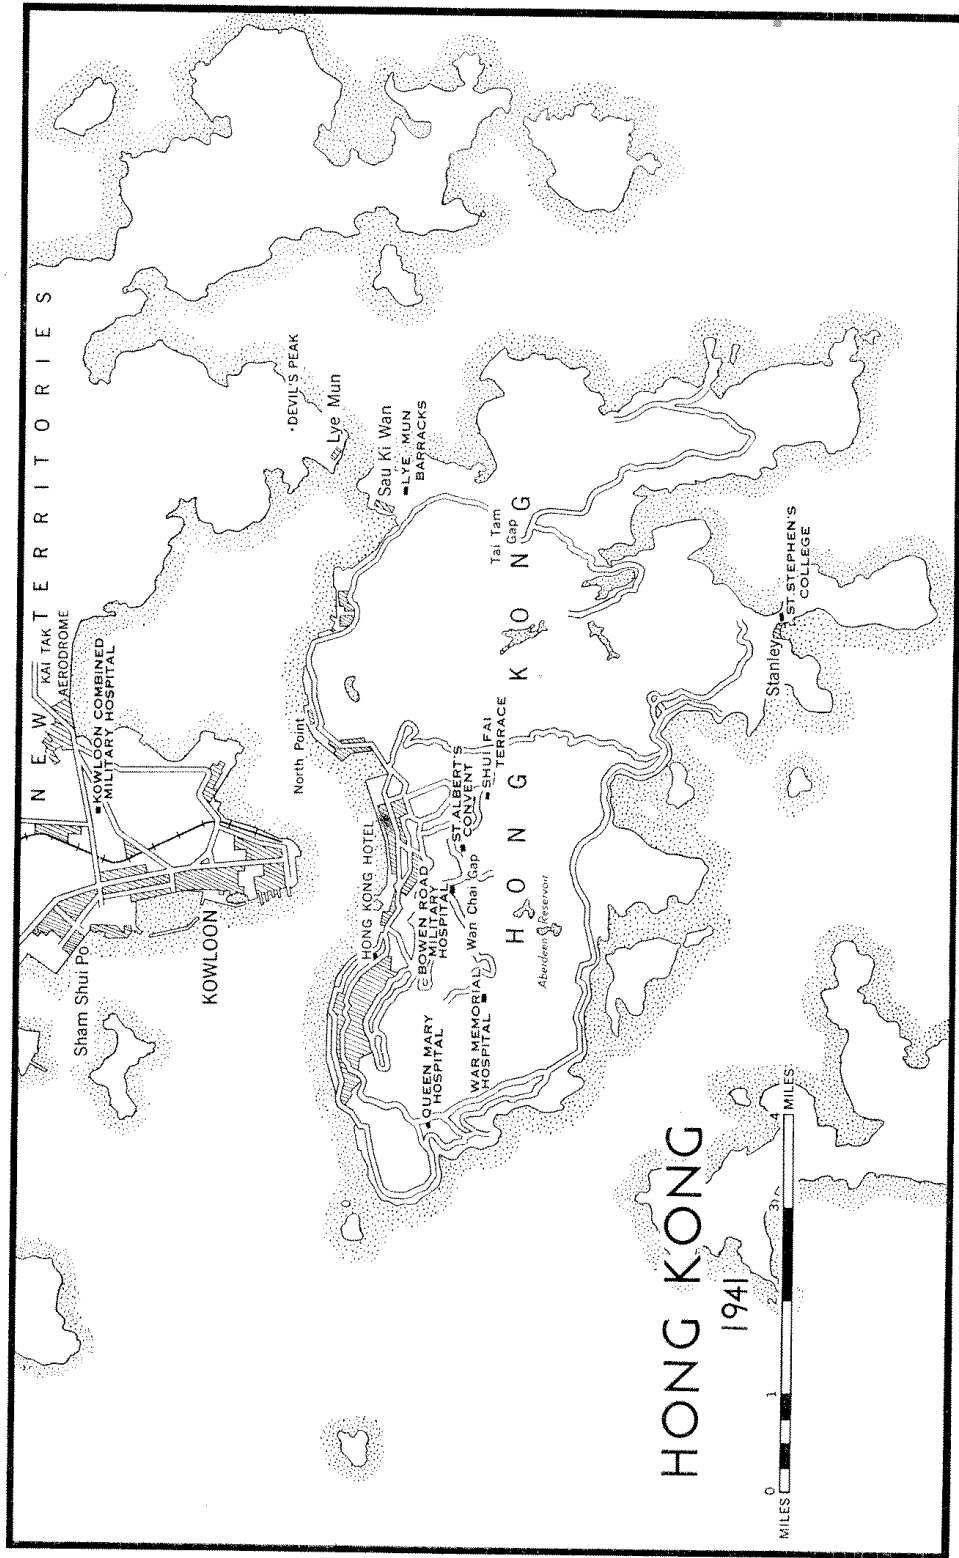 NEW TERRITORIES
KAI TAK
AERODROME
KOWLOON COMBINED
MILITARY HOSPITAL
Sham Shui Po
KOWLOON
DEVIL'S PEAK
Lye Mun
Sau Ki Wan
LYE MUN
BARRACKS
North Point
HONG KONG HOTEL
BOWEN ROAD
MILITARY
HOSPITAL
ST. ALBERT'S
CONVENT
SHUI FAI
TERRACE
Wan Chai Gap
QUEEN MARY
HOSPITAL
WAR MEMORIAL
HOSPITAL
Tai Tam
Gap
HONG KONG
Aberdeen Reservoir
Stanley
ST. STEPHEN'S
COLLEGE
HONG KONG
1941
MILES 0 1 2 3 4 MILES